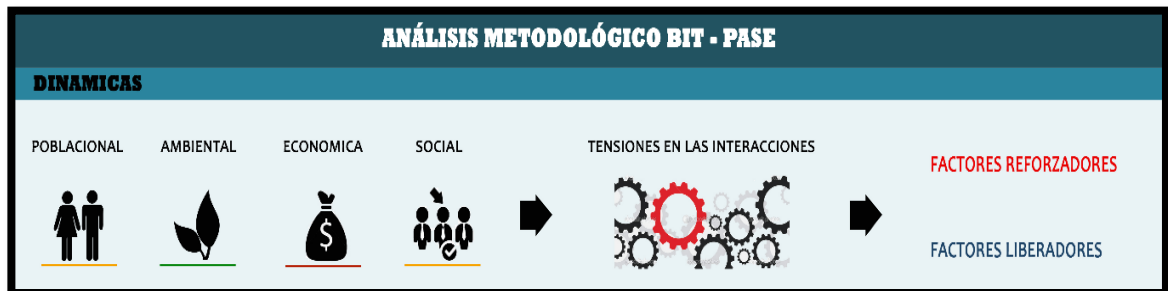 ANÁLISIS METODOLÓGICO BIT - PASE
DINAMICAS
POBLACIONAL
AMBIENTAL
ECONOMICA
SOCIAL
TENSIONES EN LAS INTERACCIONES
$
FACTORES REFORZADORES
FACTORES LIBERADORES